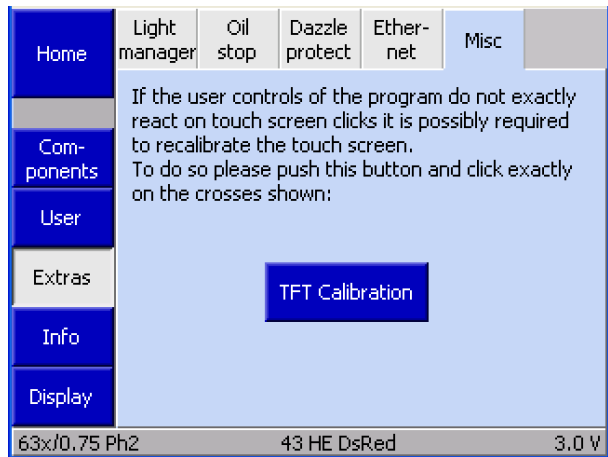 Home
Light manager
Oil stop
Dazzle protect
Ether-
net
Misc
If the user controls of the program do not exactly
react on touch screen clicks it is possibly required
to recalibrate the touch screen.
To do so please push this button and click exactly
on the crosses shown:
Com-
ponents
User
Extras
TFT Calibration
Info
Display
63x/0.75 Ph2
43 HE DsRed
3.0 V